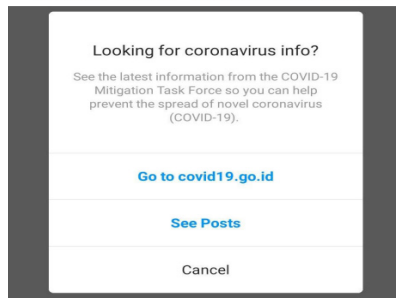 Looking for coronavirus info?
See the latest information from the COVID-19
Mitigation Task Force so you can help
prevent the spread of novel coronavirus
(COVID-19).
Go to covid19.go.id
See Posts
Cancel